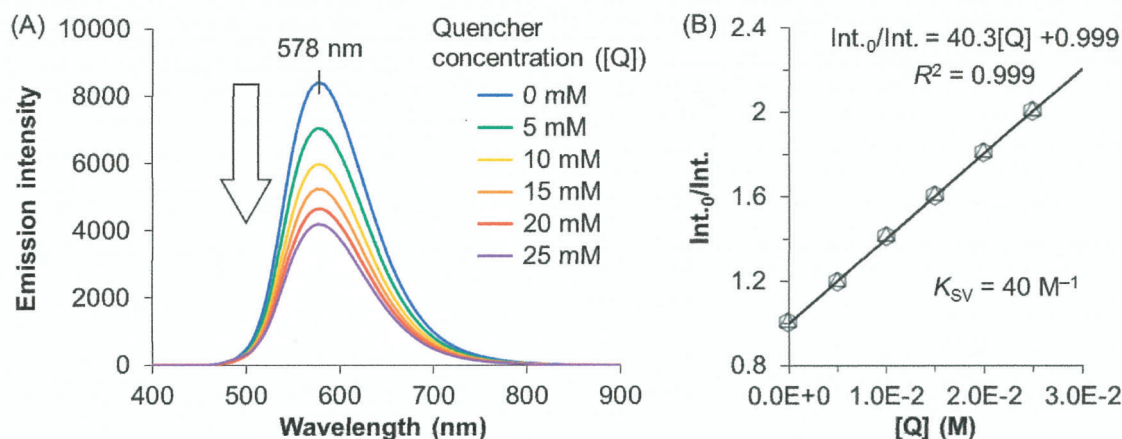 (A)
Emission intensity
10000
8000
6000
4000
2000
0
400 500 600 700 800 900
Wavelength (nm)
578 nm
Quencher
concentration ([Q])
0 mM
5 mM
10 mM
15 mM
20 mM
25 mM
(B)
Int.₀/Int.
2
1.6
1.2
0.8
0.0E+0 1.0E-2 2.0E-2 3.0E-2
[Q] (M)
Int.₀/Int. = 40.3[Q] +0.999
R² = 0.999
K_SV = 40 M⁻¹